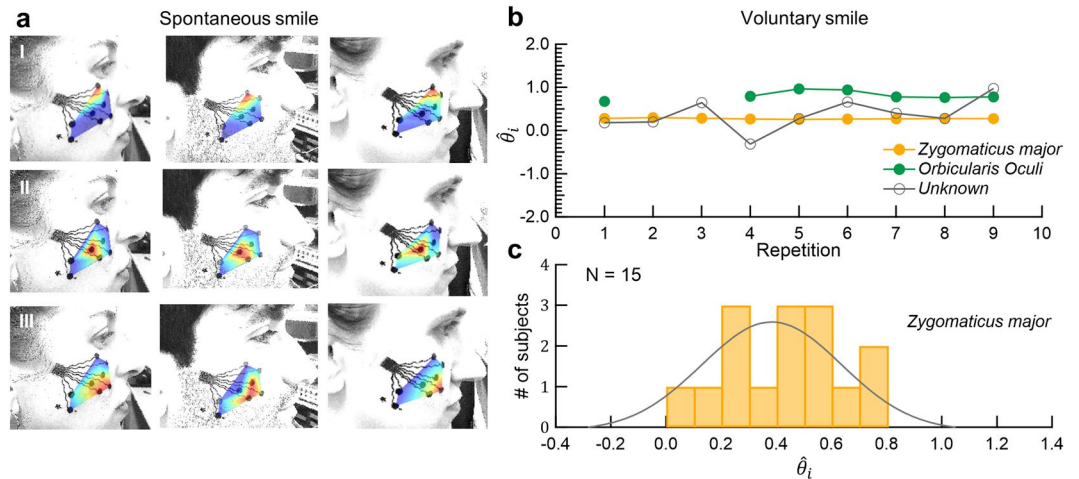 a
Spontaneous smile
I
II
III
b
Voluntary smile
2.0
1.0
0.0
-1.0
-2.0
θ̂i
0 1 2 3 4 5 6 7 8 9 10
Repetition
Zygomaticus major
Orbicularis Oculi
Unknown
c
N = 15
Zygomaticus major
4
3
2
1
0
# of subjects
-0.4 -0.2 0.0 0.2 0.4 0.6 0.8 1.0 1.2 1.4
θ̂i